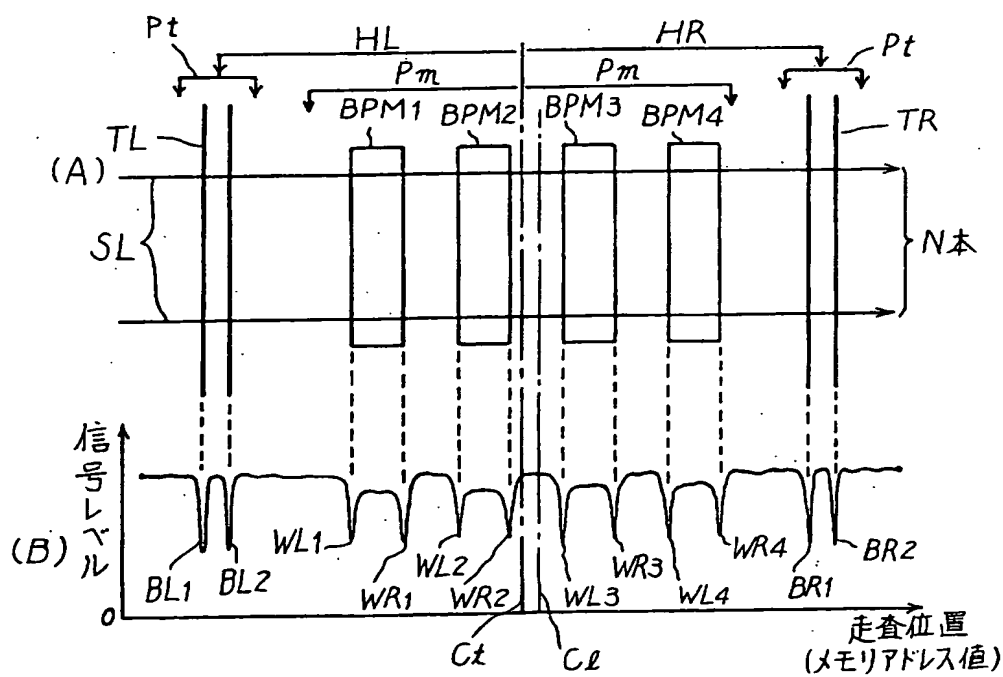 Pt
HL
HR
Pt
Pm
Pm
BPM1
BPM2
BPM3
BPM4
TL
TR
(A)
SL
N本
信号レベル
(B)
WL1
WL2
WR3
WR4
BR2
BL1
BL2
WR1
WR2
WL3
WL4
BR1
0
Ct
Cl
走査位置
(メモリアドレス値)